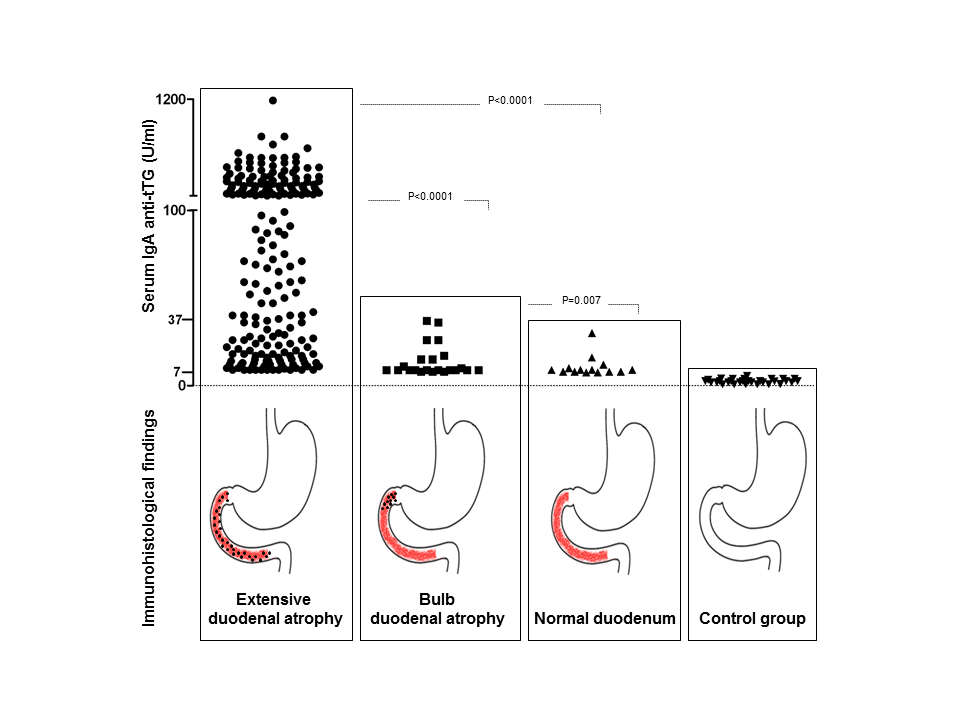 Serum IgA anti-tTG (U/ml)
1200
100
37
7
0
P<0.0001
P<0.0001
P=0.007
Immunohistological findings
Extensive
duodenal atrophy
Bulb
duodenal atrophy
Normal duodenum
Control group